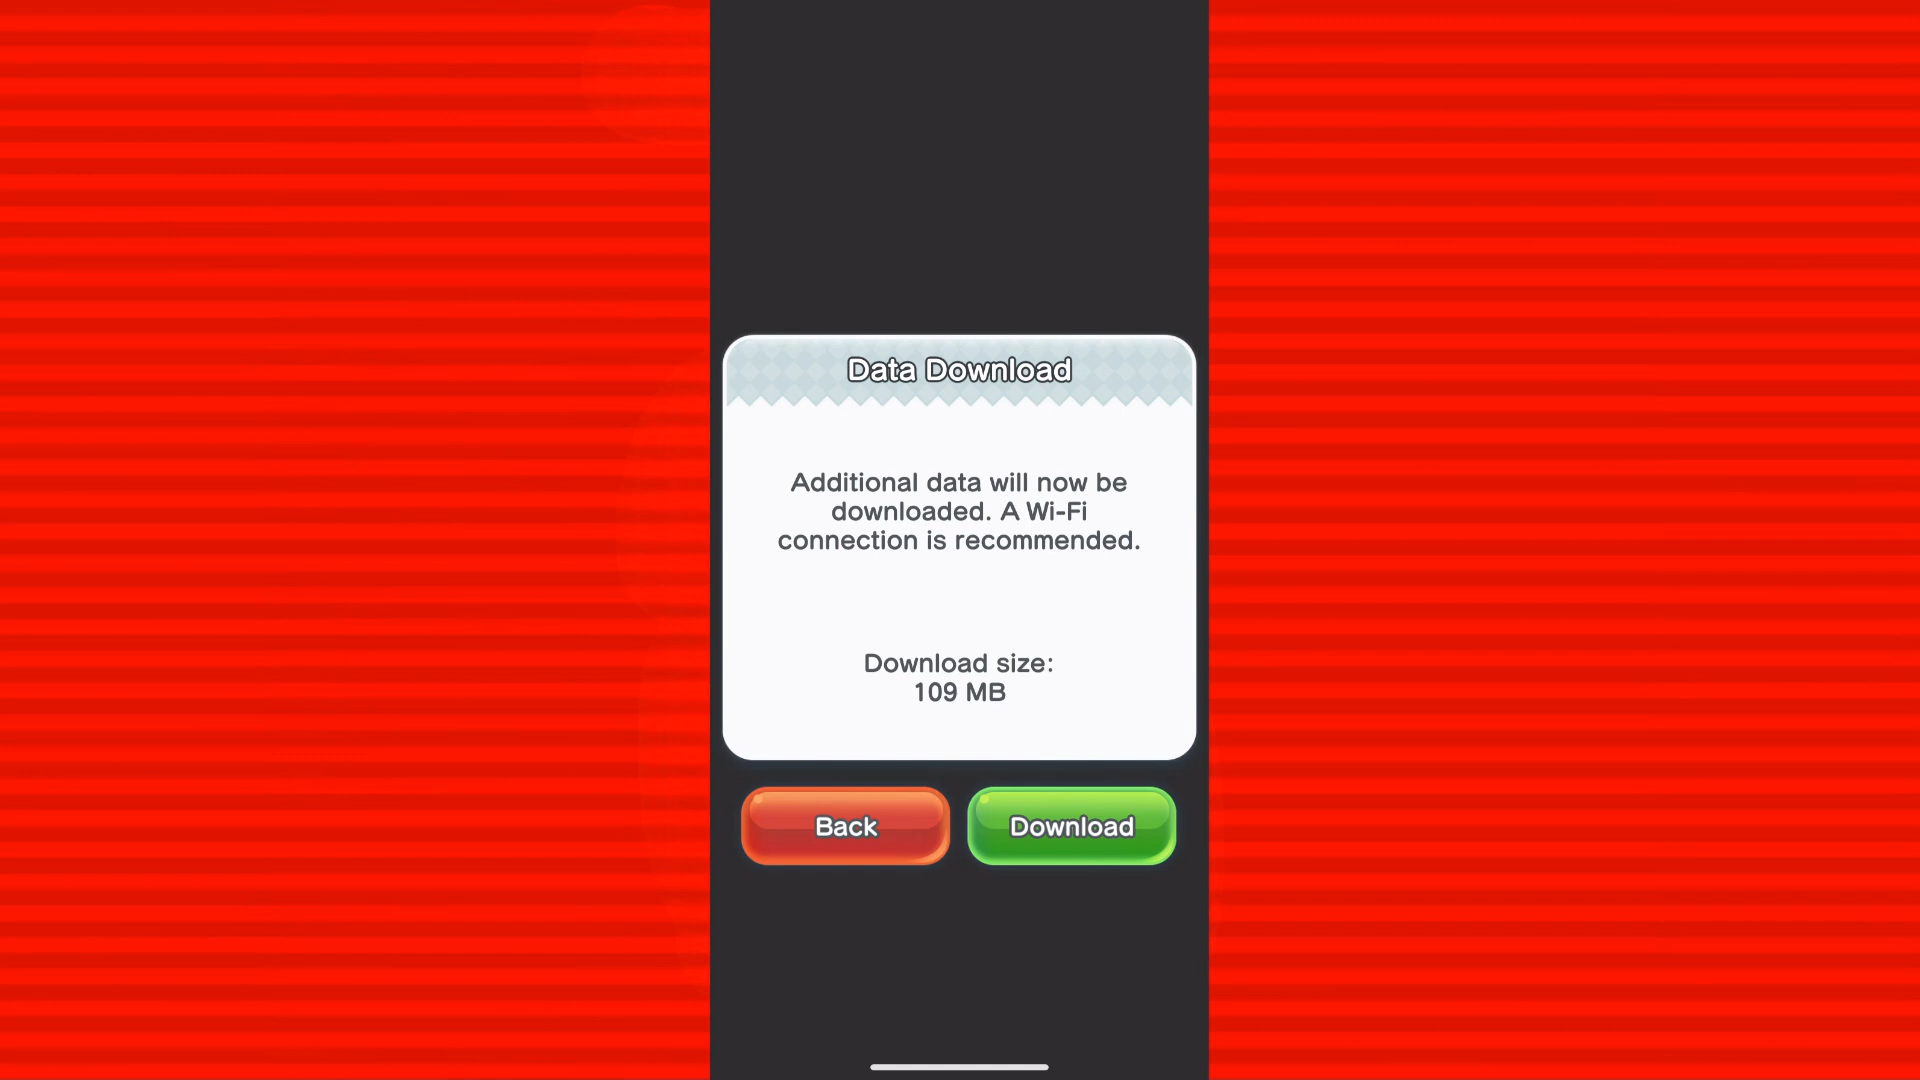 Data Download
Additional data will now be
downloaded. A Wi-Fi
connection is recommended.
Download size:
109 MB
Back
Download